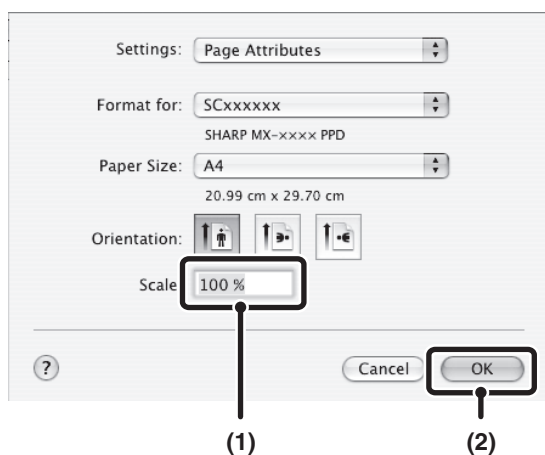 Settings: Page Attributes
Format for: SCxxxxxx
SHARP MX-×××× PPD
Paper Size: A4
20.99 cm x 29.70 cm
Orientation:
Scale 100 %
? Cancel OK
(1) (2)